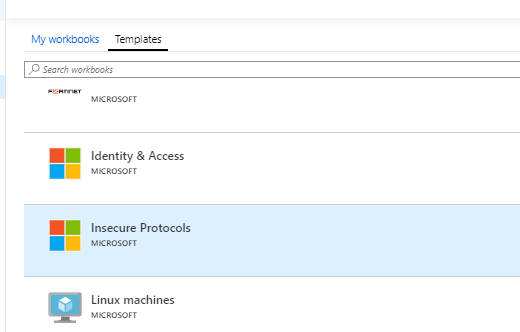 My workbooks Templates
Search workbooks
FORTINET
MICROSOFT
Identity & Access
MICROSOFT
Insecure Protocols
MICROSOFT
Linux machines
MICROSOFT